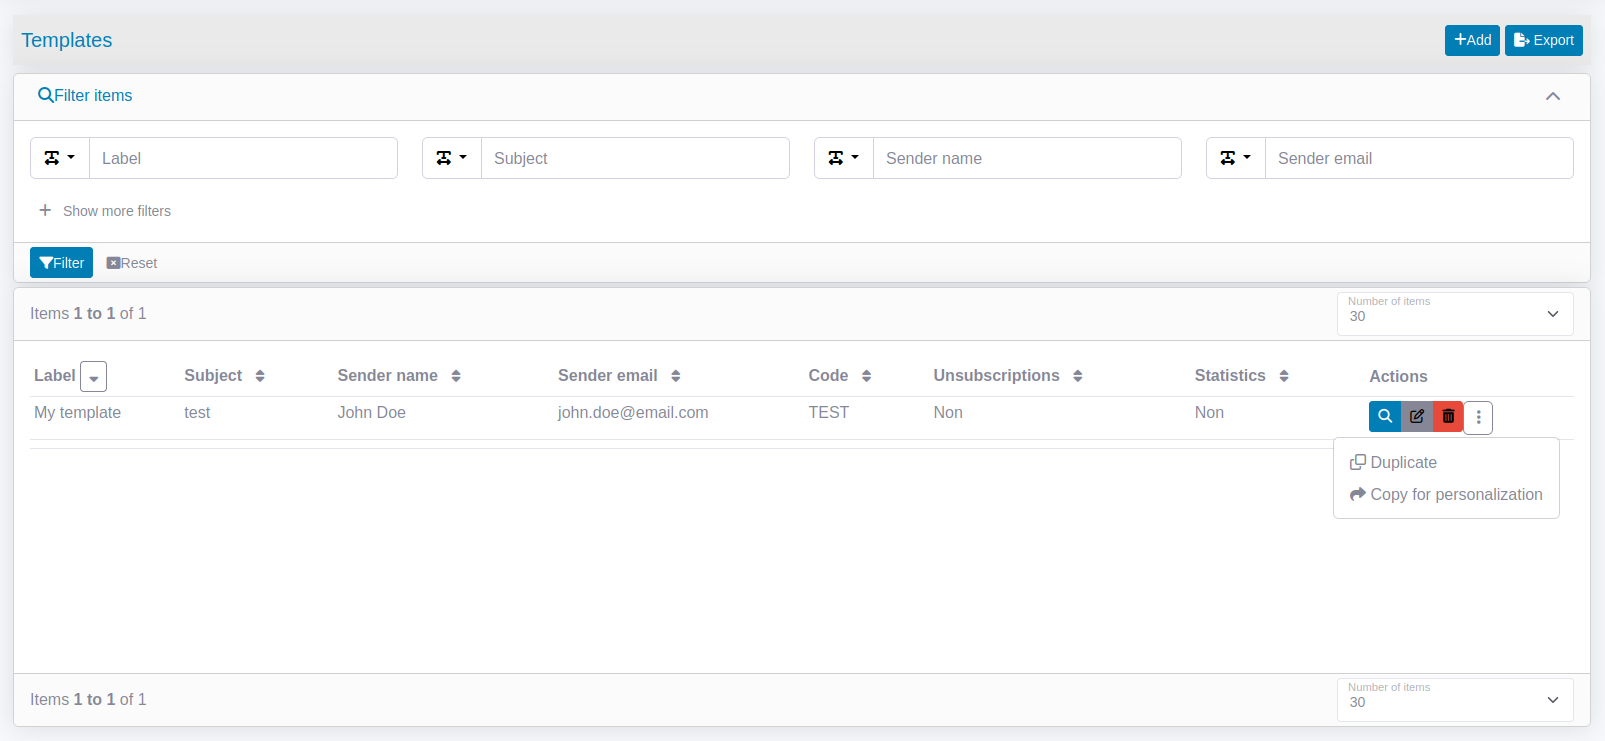 Templates
Add Export
Filter items
Label Subject Sender name Sender email
Show more filters
Filter Reset
Items 1 to 1 of 1
Number of items
30
Label Subject Sender name Sender email Code Unsubscriptions Statistics Actions
My template test John Doe john.doe@email.com TEST Non Non
Duplicate
Copy for personalization
Items 1 to 1 of 1
Number of items
30